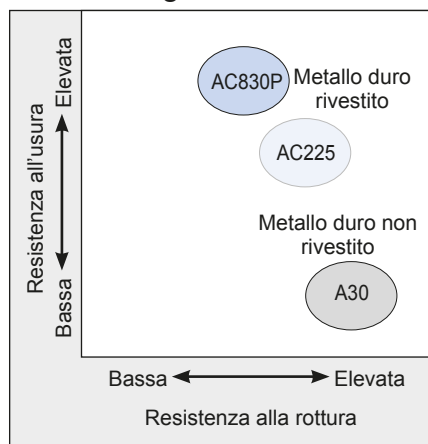 AC830P
Metallo duro
rivestito
AC225
Metallo duro non
rivestito
A30
Resistenza all'usura
Elevata
Bassa
Bassa
Elevata
Resistenza alla rottura